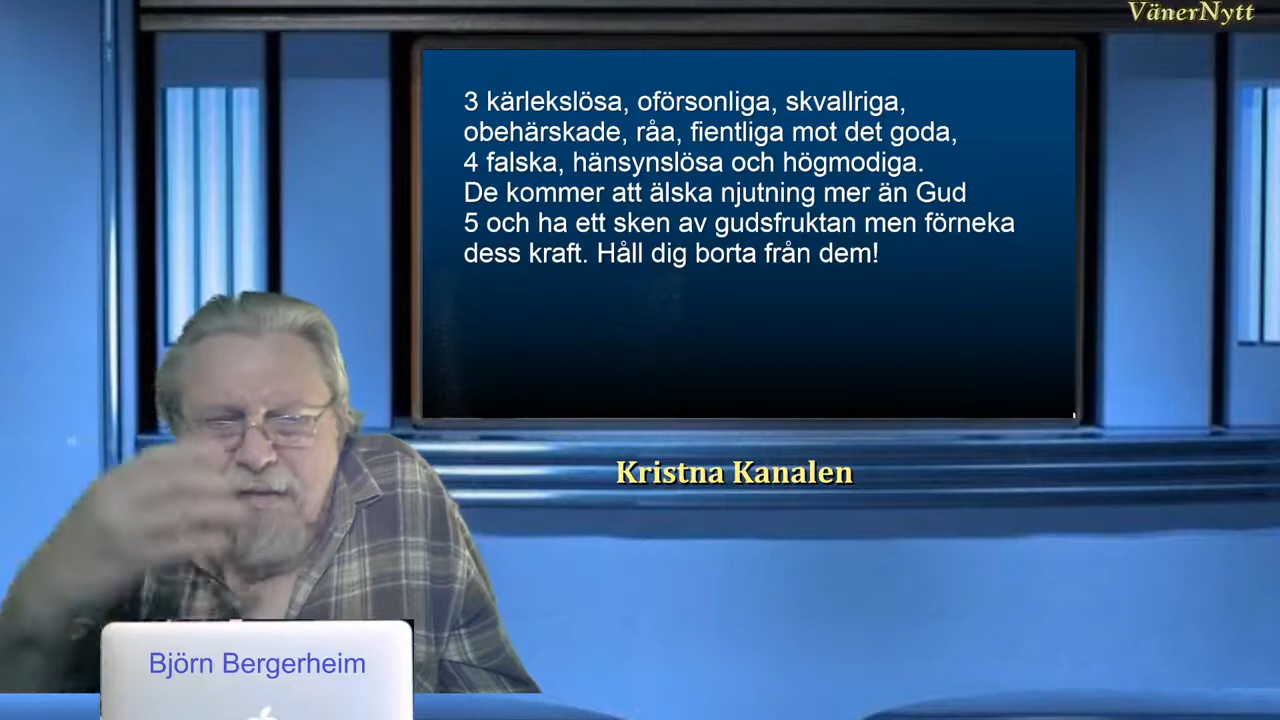 VänerNytt
3 kärlekslösa, oförsonliga, skvallriga,
obehärskade, råa, fientliga mot det goda,
4 falska, hänsynslösa och högmodiga.
De kommer att älska njutning mer än Gud
5 och ha ett sken av gudsfruktan men förneka
dess kraft. Håll dig borta från dem!
Kristna Kanalen
Björn Bergerheim